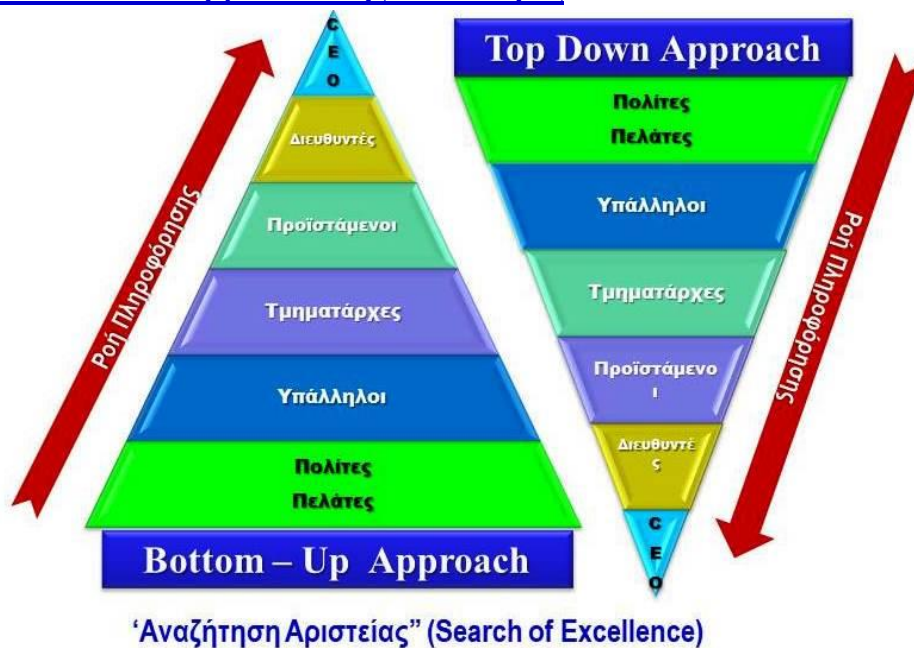 C
E
O
Διευθυντές
Προϊστάμενοι
Τμηματάρχες
Υπάλληλοι
Πολίτες
Πελάτες
Bottom – Up Approach
Ροή Πληροφόρησης
Top Down Approach
Πολίτες
Πελάτες
Υπάλληλοι
Τμηματάρχες
Προϊστάμενο
ι
Διευθυντέ
ς
C
E
O
Ροή Πληροφόρησης
‘Αναζήτηση Αριστείας” (Search of Excellence)